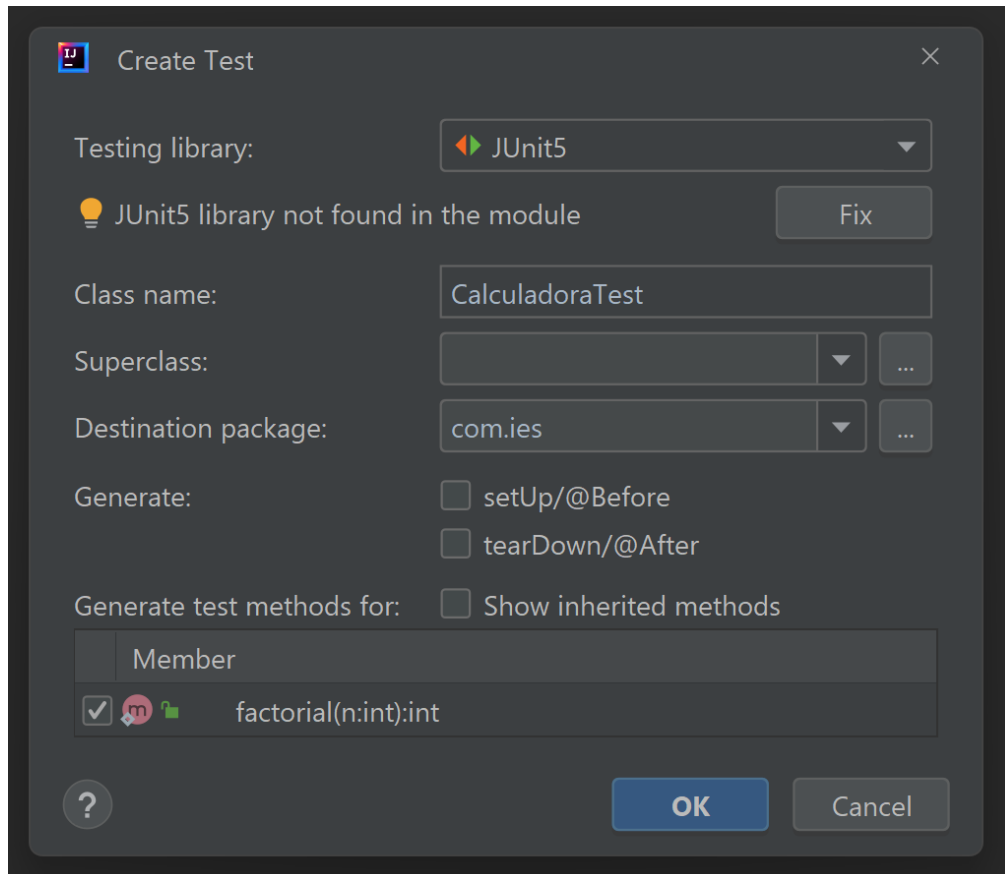 IJ
Create Test
Testing library:
JUnit5
JUnit5 library not found in the module
Fix
Class name:
CalculadoraTest
Superclass:
...
Destination package:
com.ies
...
Generate:
setUp/@Before
tearDown/@After
Generate test methods for:
Show inherited methods
Member
m
factorial(n:int):int
?
OK
Cancel